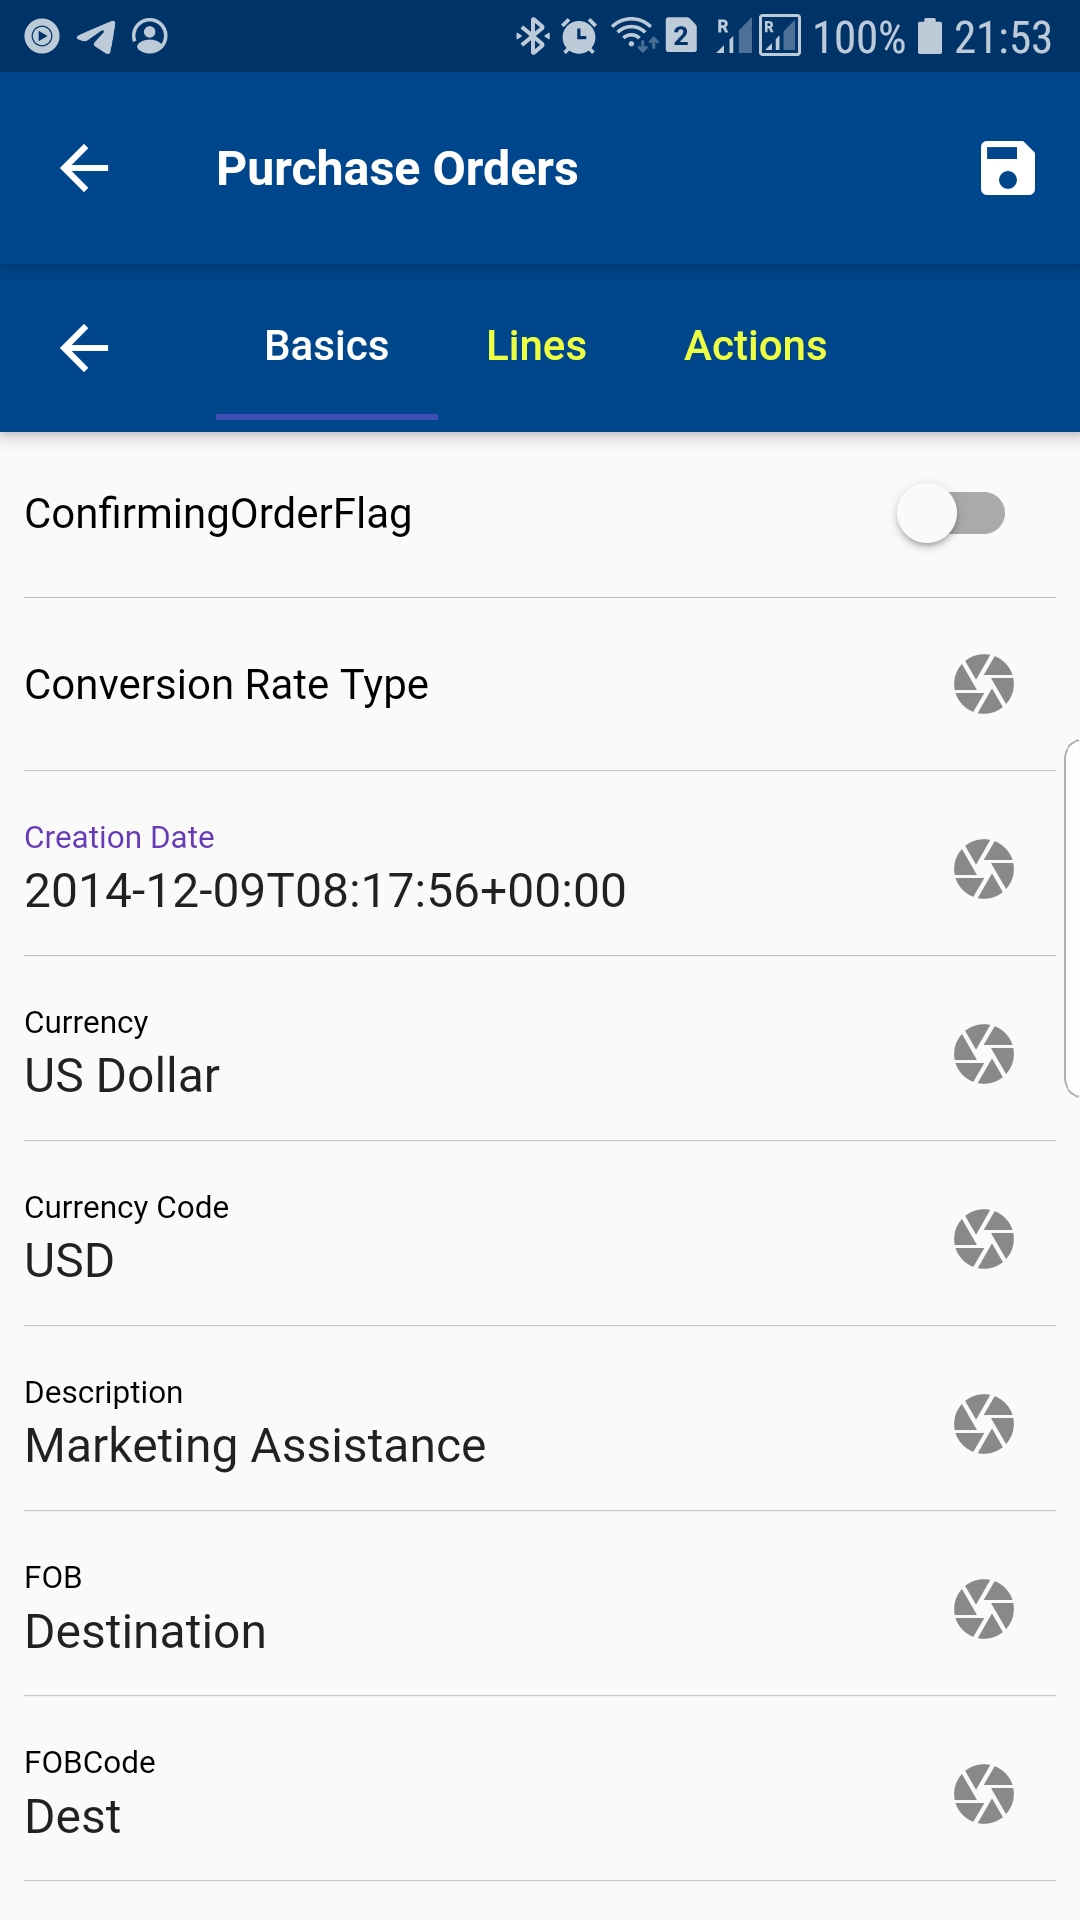 2 R R 100% 21:53
Purchase Orders
Basics Lines Actions
ConfirmingOrderFlag
Conversion Rate Type
Creation Date
2014-12-09T08:17:56+00:00
Currency
US Dollar
Currency Code
USD
Description
Marketing Assistance
FOB
Destination
FOBCode
Dest